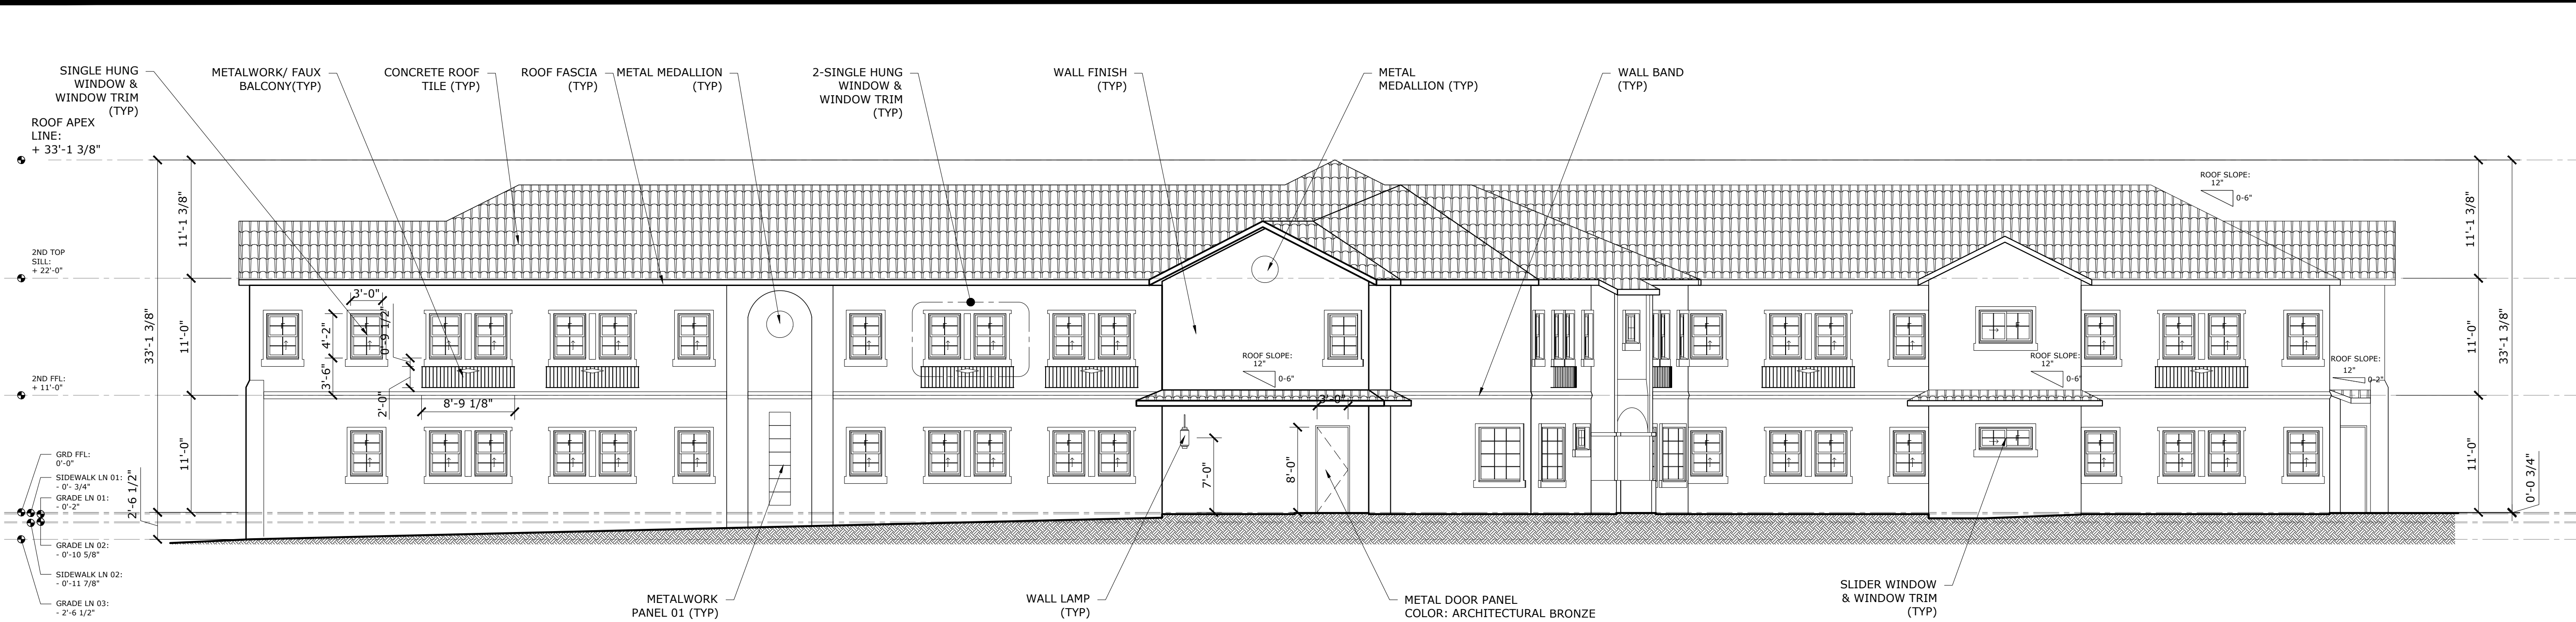 SINGLE HUNG
WINDOW &
WINDOW TRIM
(TYP)
METALWORK/ FAUX
BALCONY(TYP)
CONCRETE ROOF
TILE (TYP)
ROOF FASCIA
(TYP)
METAL MEDALLION
(TYP)
2-SINGLE HUNG
WINDOW &
WINDOW TRIM
(TYP)
WALL FINISH
(TYP)
METAL
MEDALLION (TYP)
WALL BAND
(TYP)
ROOF APEX
LINE:
+ 33'-1 3/8"
2ND TOP
SILL:
+ 22'-0"
2ND FFL:
+ 11'-0"
GRD FFL:
0'-0"
SIDEWALK LN 01:
- 0'- 3/4"
GRADE LN 01:
- 0'-2"
GRADE LN 02:
- 0'-10 5/8"
SIDEWALK LN 02:
- 0'-11 7/8"
GRADE LN 03:
- 2'-6 1/2"
33'-1 3/8"
2'-6 1/2"
11'-1 3/8"
11'-0"
11'-0"
3'-0"
4'-2"
3'-6"
0'-9 1/2"
2'-0"
8'-9 1/8"
ROOF SLOPE:
12"
0-6"
7'-0"
8'-0"
3'-0"
ROOF SLOPE:
12"
0-6"
ROOF SLOPE:
12"
0-6"
ROOF SLOPE:
12"
0-2"
11'-1 3/8"
11'-0"
11'-0"
33'-1 3/8"
0'-0 3/4"
METALWORK
PANEL 01 (TYP)
WALL LAMP
(TYP)
METAL DOOR PANEL
COLOR: ARCHITECTURAL BRONZE
SLIDER WINDOW
& WINDOW TRIM
(TYP)